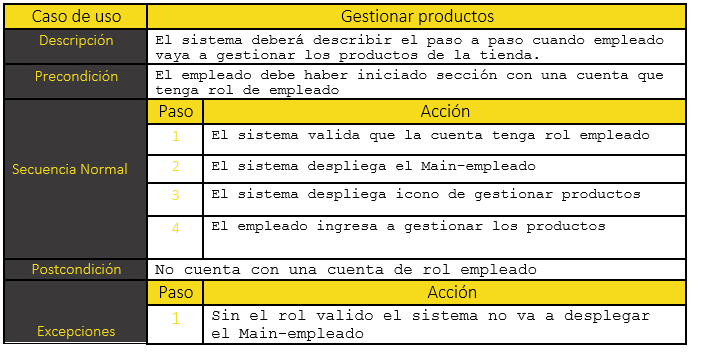 Caso de uso Gestionar productos
Descripción El sistema deberá describir el paso a paso cuando empleado
vaya a gestionar los productos de la tienda.
Precondición El empleado debe haber iniciado sección con una cuenta que
tenga rol de empleado
Paso Acción
1 El sistema valida que la cuenta tenga rol empleado
Secuencia Normal
2 El sistema despliega el Main-empleado
3 El sistema despliega icono de gestionar productos
4 El empleado ingresa a gestionar los productos
Postcondición No cuenta con una cuenta de rol empleado
Paso Acción
Excepciones
1 Sin el rol valido el sistema no va a desplegar
el Main-empleado